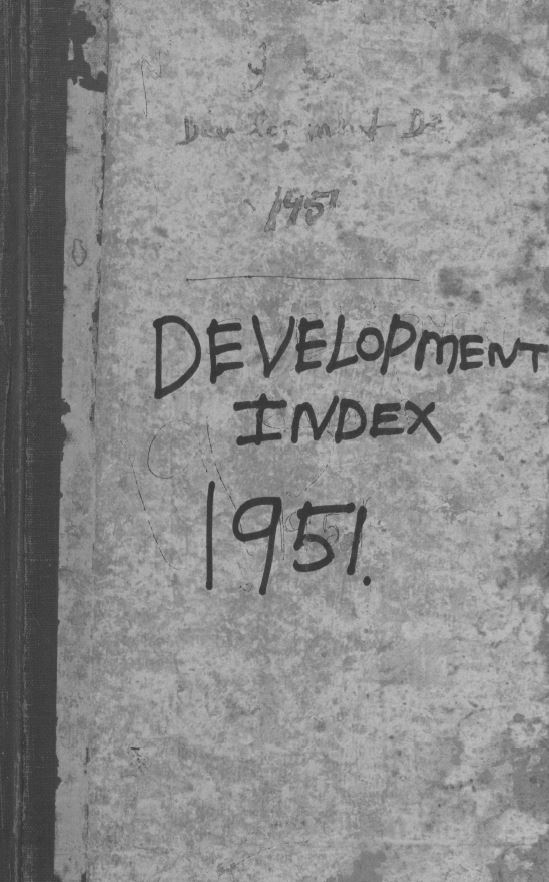 1951
DEVELOPMENT
INDEX
1951.